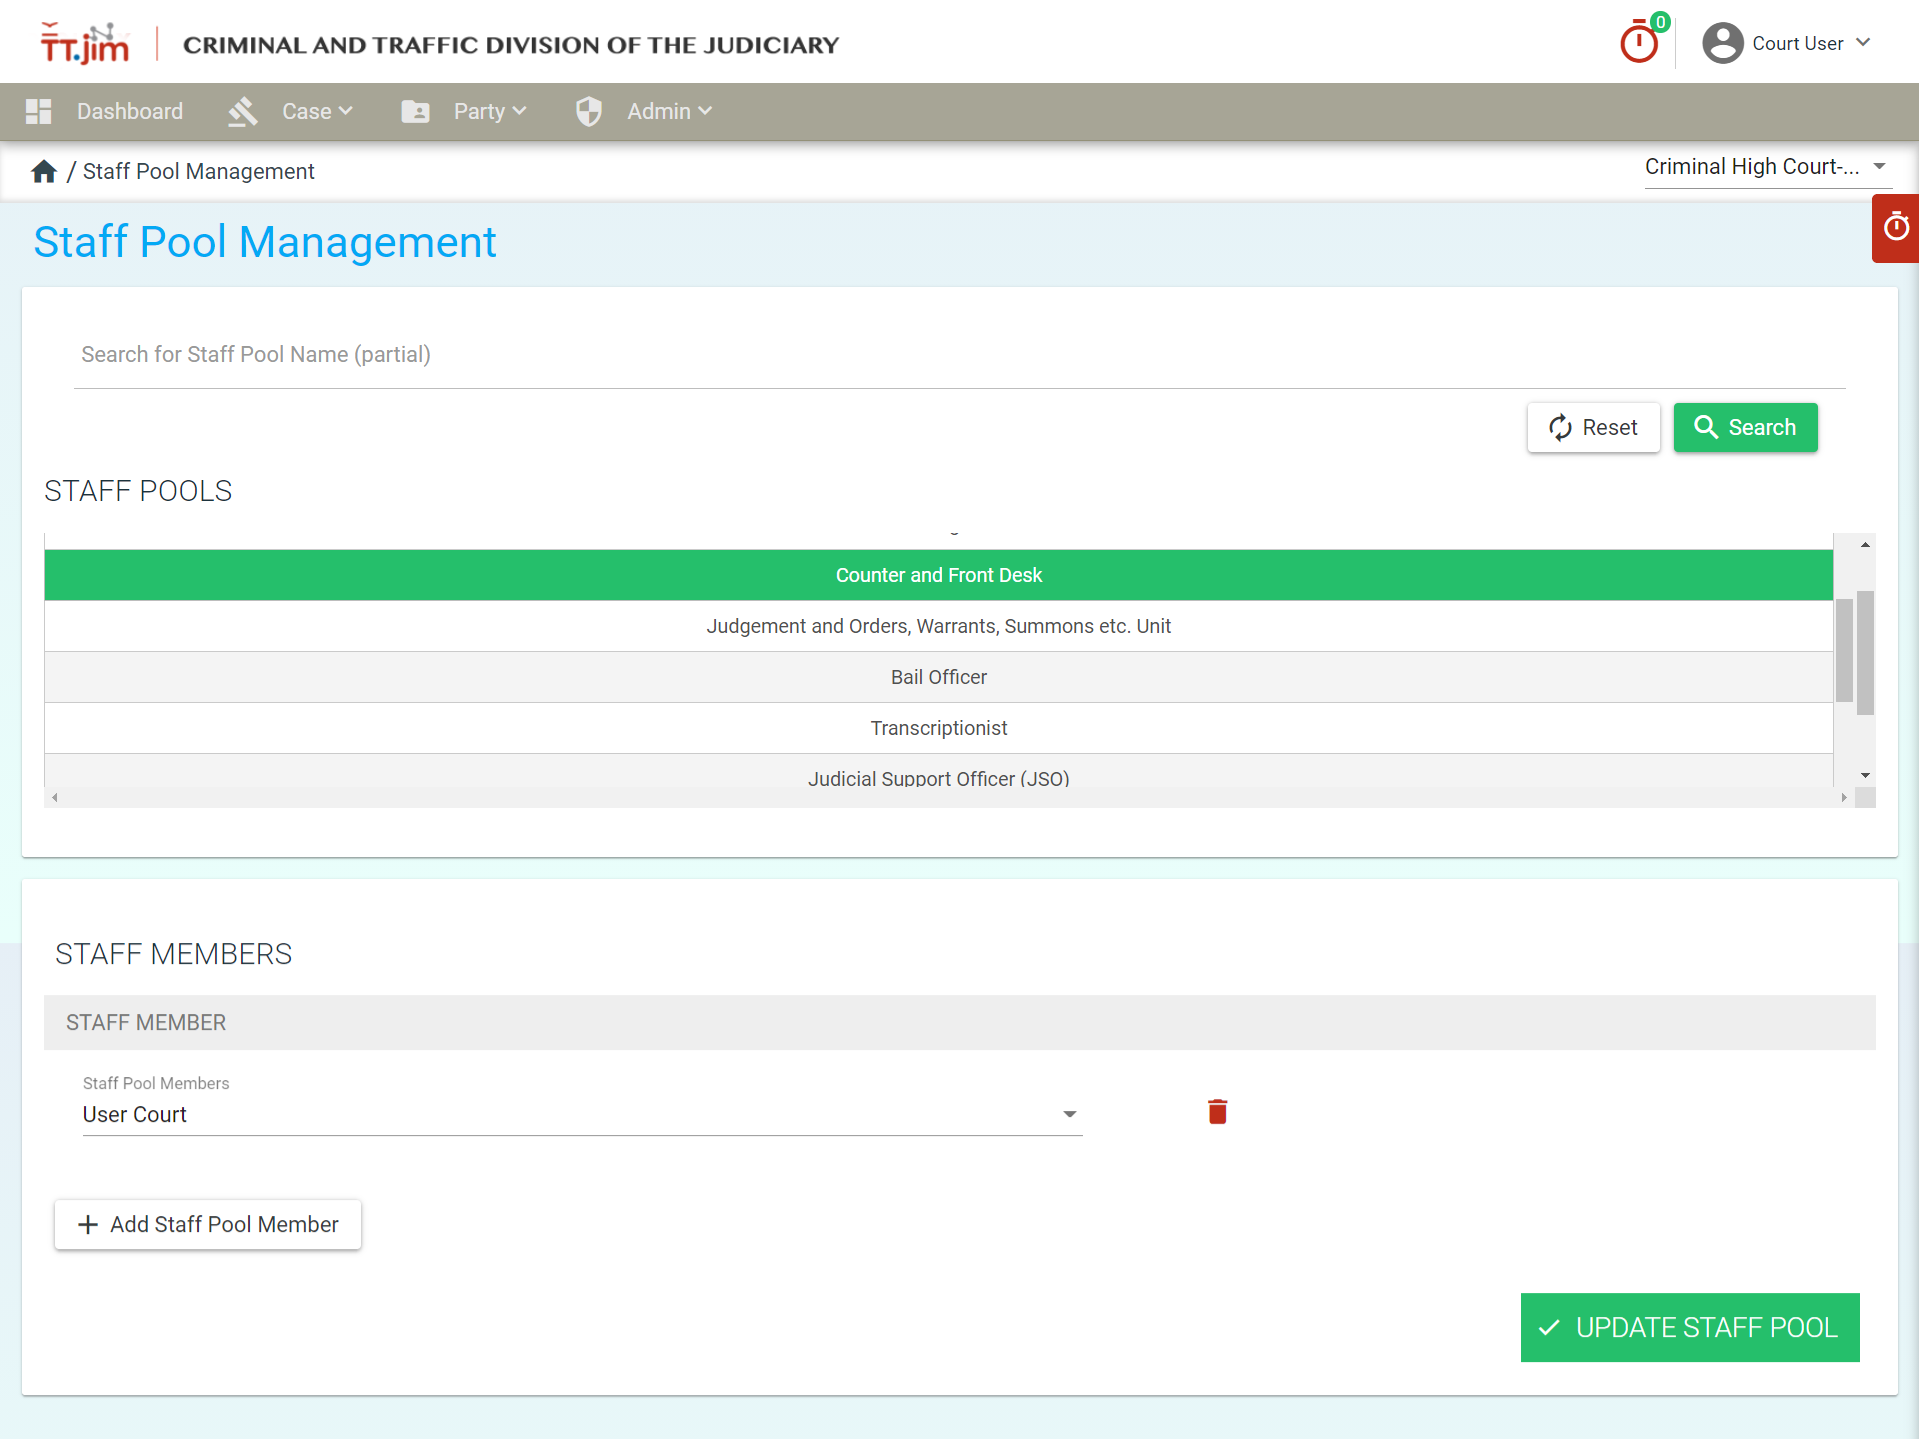 TT.jim
CRIMINAL AND TRAFFIC DIVISION OF THE JUDICIARY
0
Court User
Dashboard
Case
Party
Admin
/ Staff Pool Management
Criminal High Court-...
Staff Pool Management
Search for Staff Pool Name (partial)
Reset
Search
STAFF POOLS
Counter and Front Desk
Judgement and Orders, Warrants, Summons etc. Unit
Bail Officer
Transcriptionist
Judicial Support Officer (JSO)
STAFF MEMBERS
STAFF MEMBER
Staff Pool Members
User Court
Add Staff Pool Member
UPDATE STAFF POOL